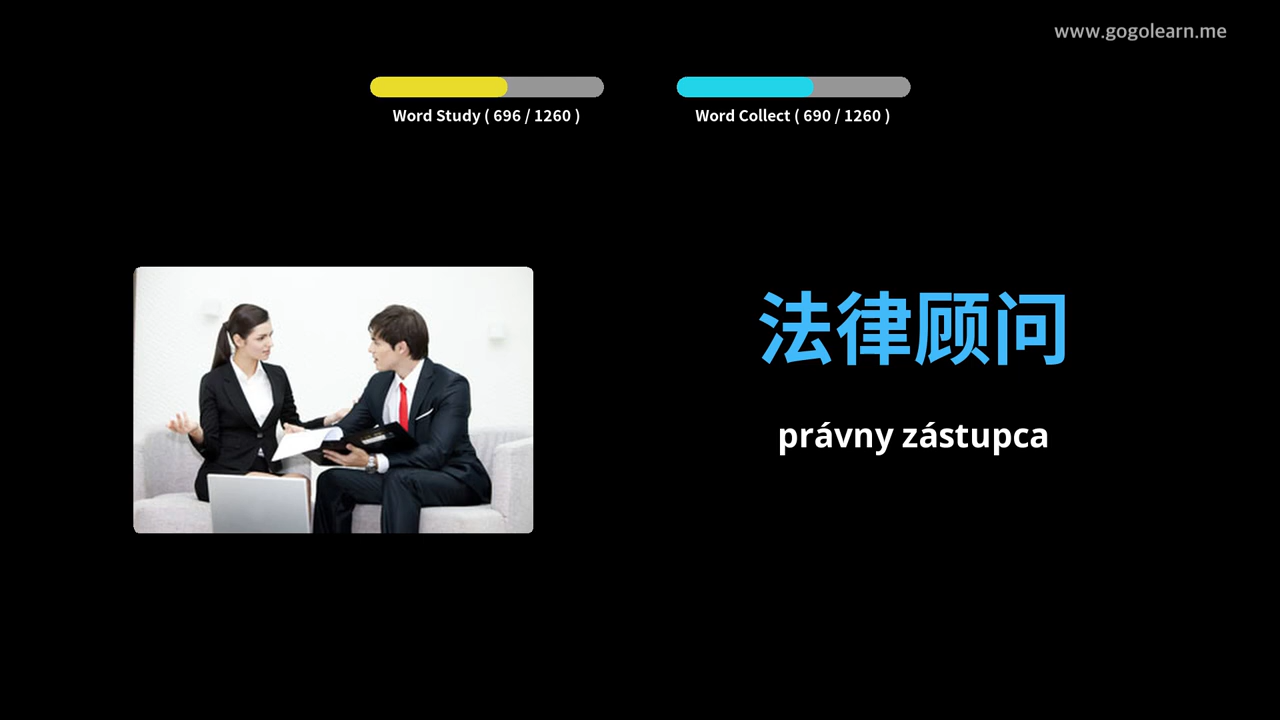 www.gogolearn.me
Word Study ( 696 / 1260 )
Word Collect ( 690 / 1260 )
法律顾问
právny zástupca